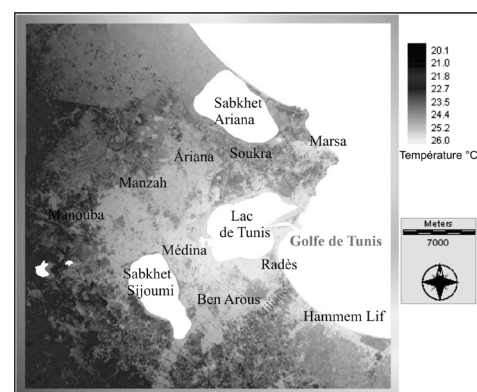 Sabkhet
Ariana
Marsa
Ariana
Soukra
Manzah
Manouba
Lac
de Tunis
Golfe de Tunis
Médina
Radès
Sabkhet
Sijoumi
Ben Arous
Hammem Lif
20.1
21.0
21.8
22.7
23.5
24.4
25.2
26.0
Température °C
Meters
7000